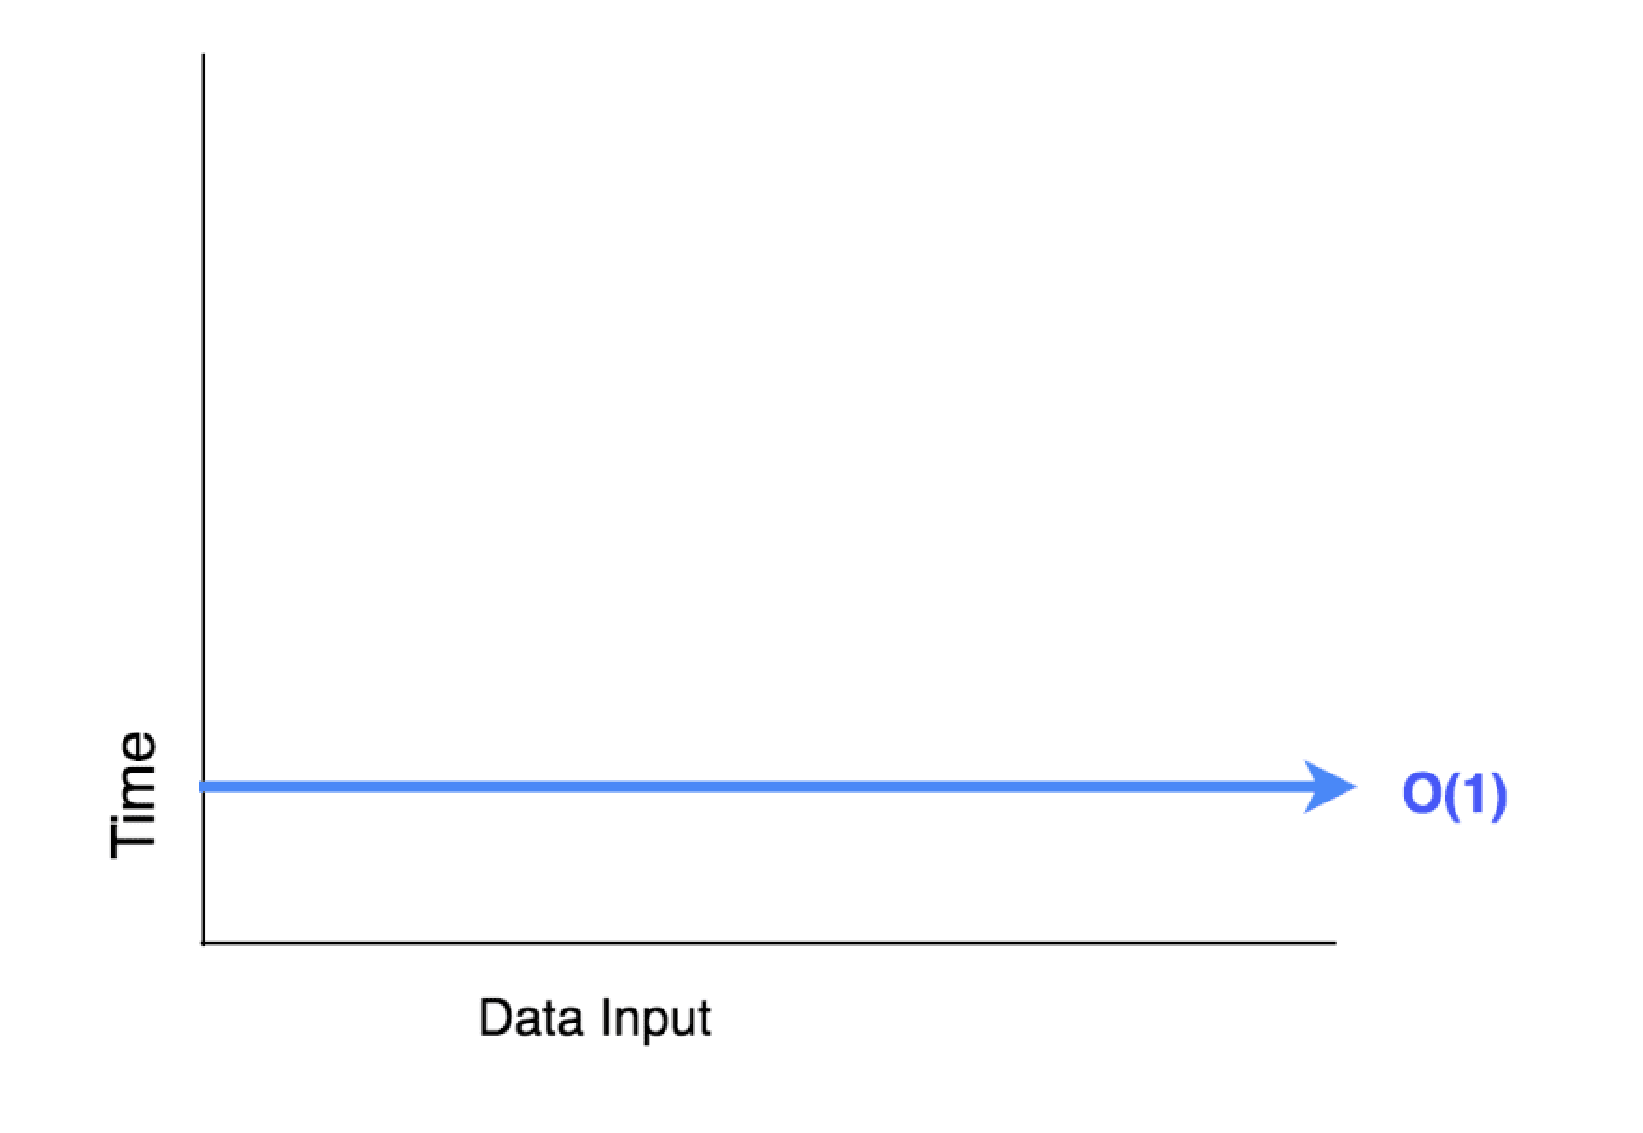 Time
O(1)
Data Input